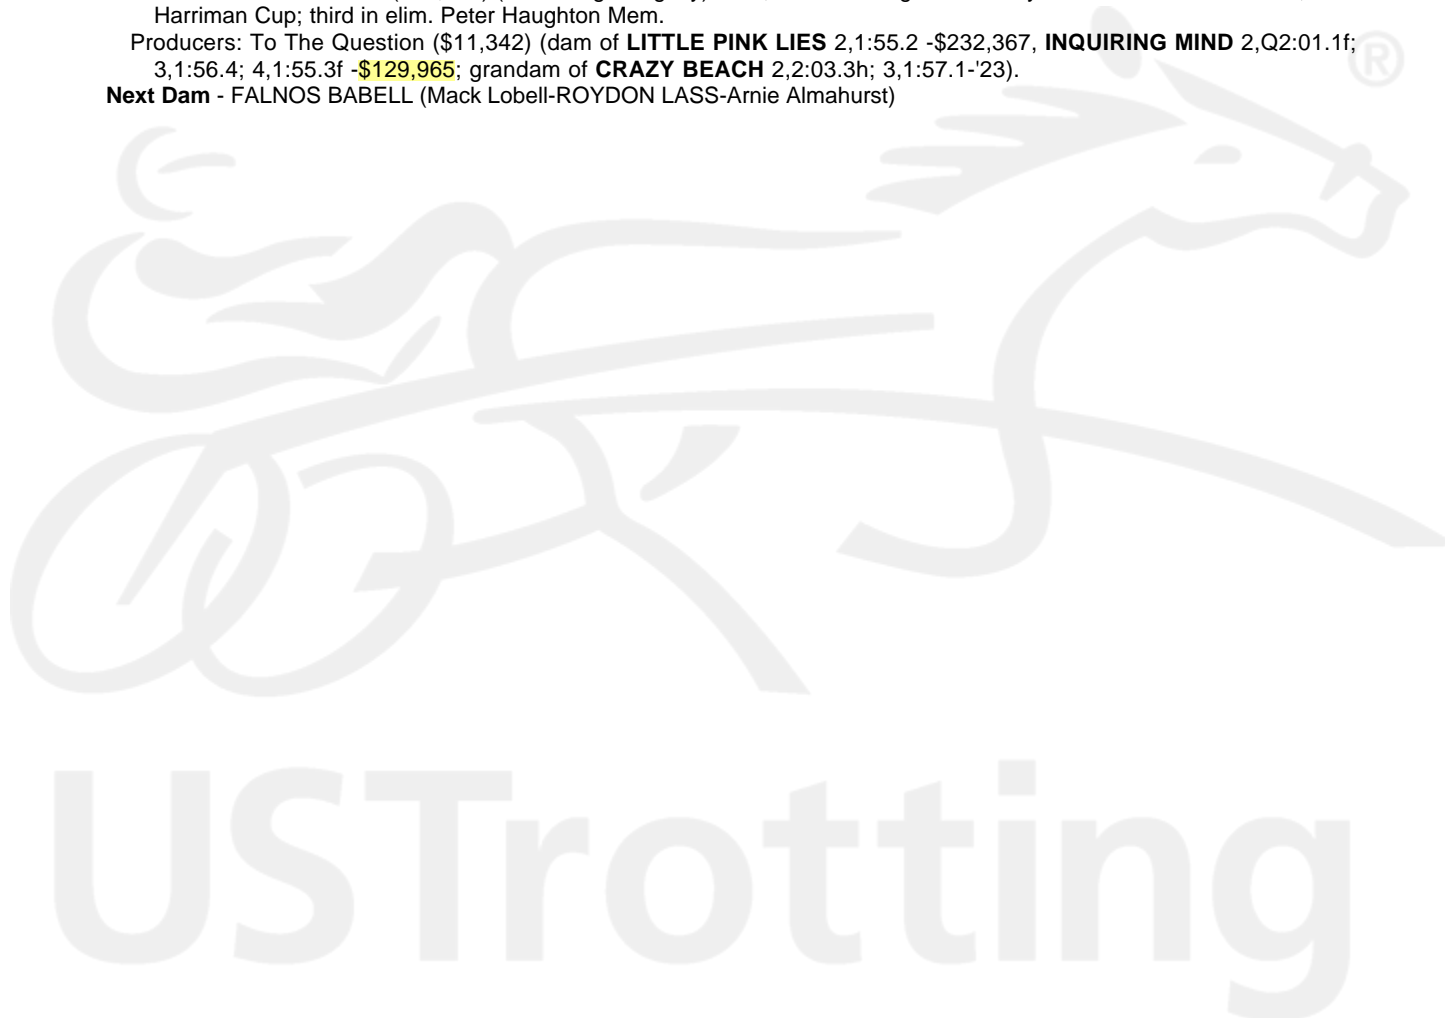 Harriman Cup; third in elim. Peter Haughton Mem.
Producers: To The Question ($11,342) (dam of LITTLE PINK LIES 2,1:55.2 -$232,367, INQUIRING MIND 2,Q2:01.1f;
3,1:56.4; 4,1:55.3f -$129,965; grandam of CRAZY BEACH 2,2:03.3h; 3,1:57.1-'23).
Next Dam - FALNOS BABELL (Mack Lobell-ROYDON LASS-Arnie Almahurst)
®
USTrotting